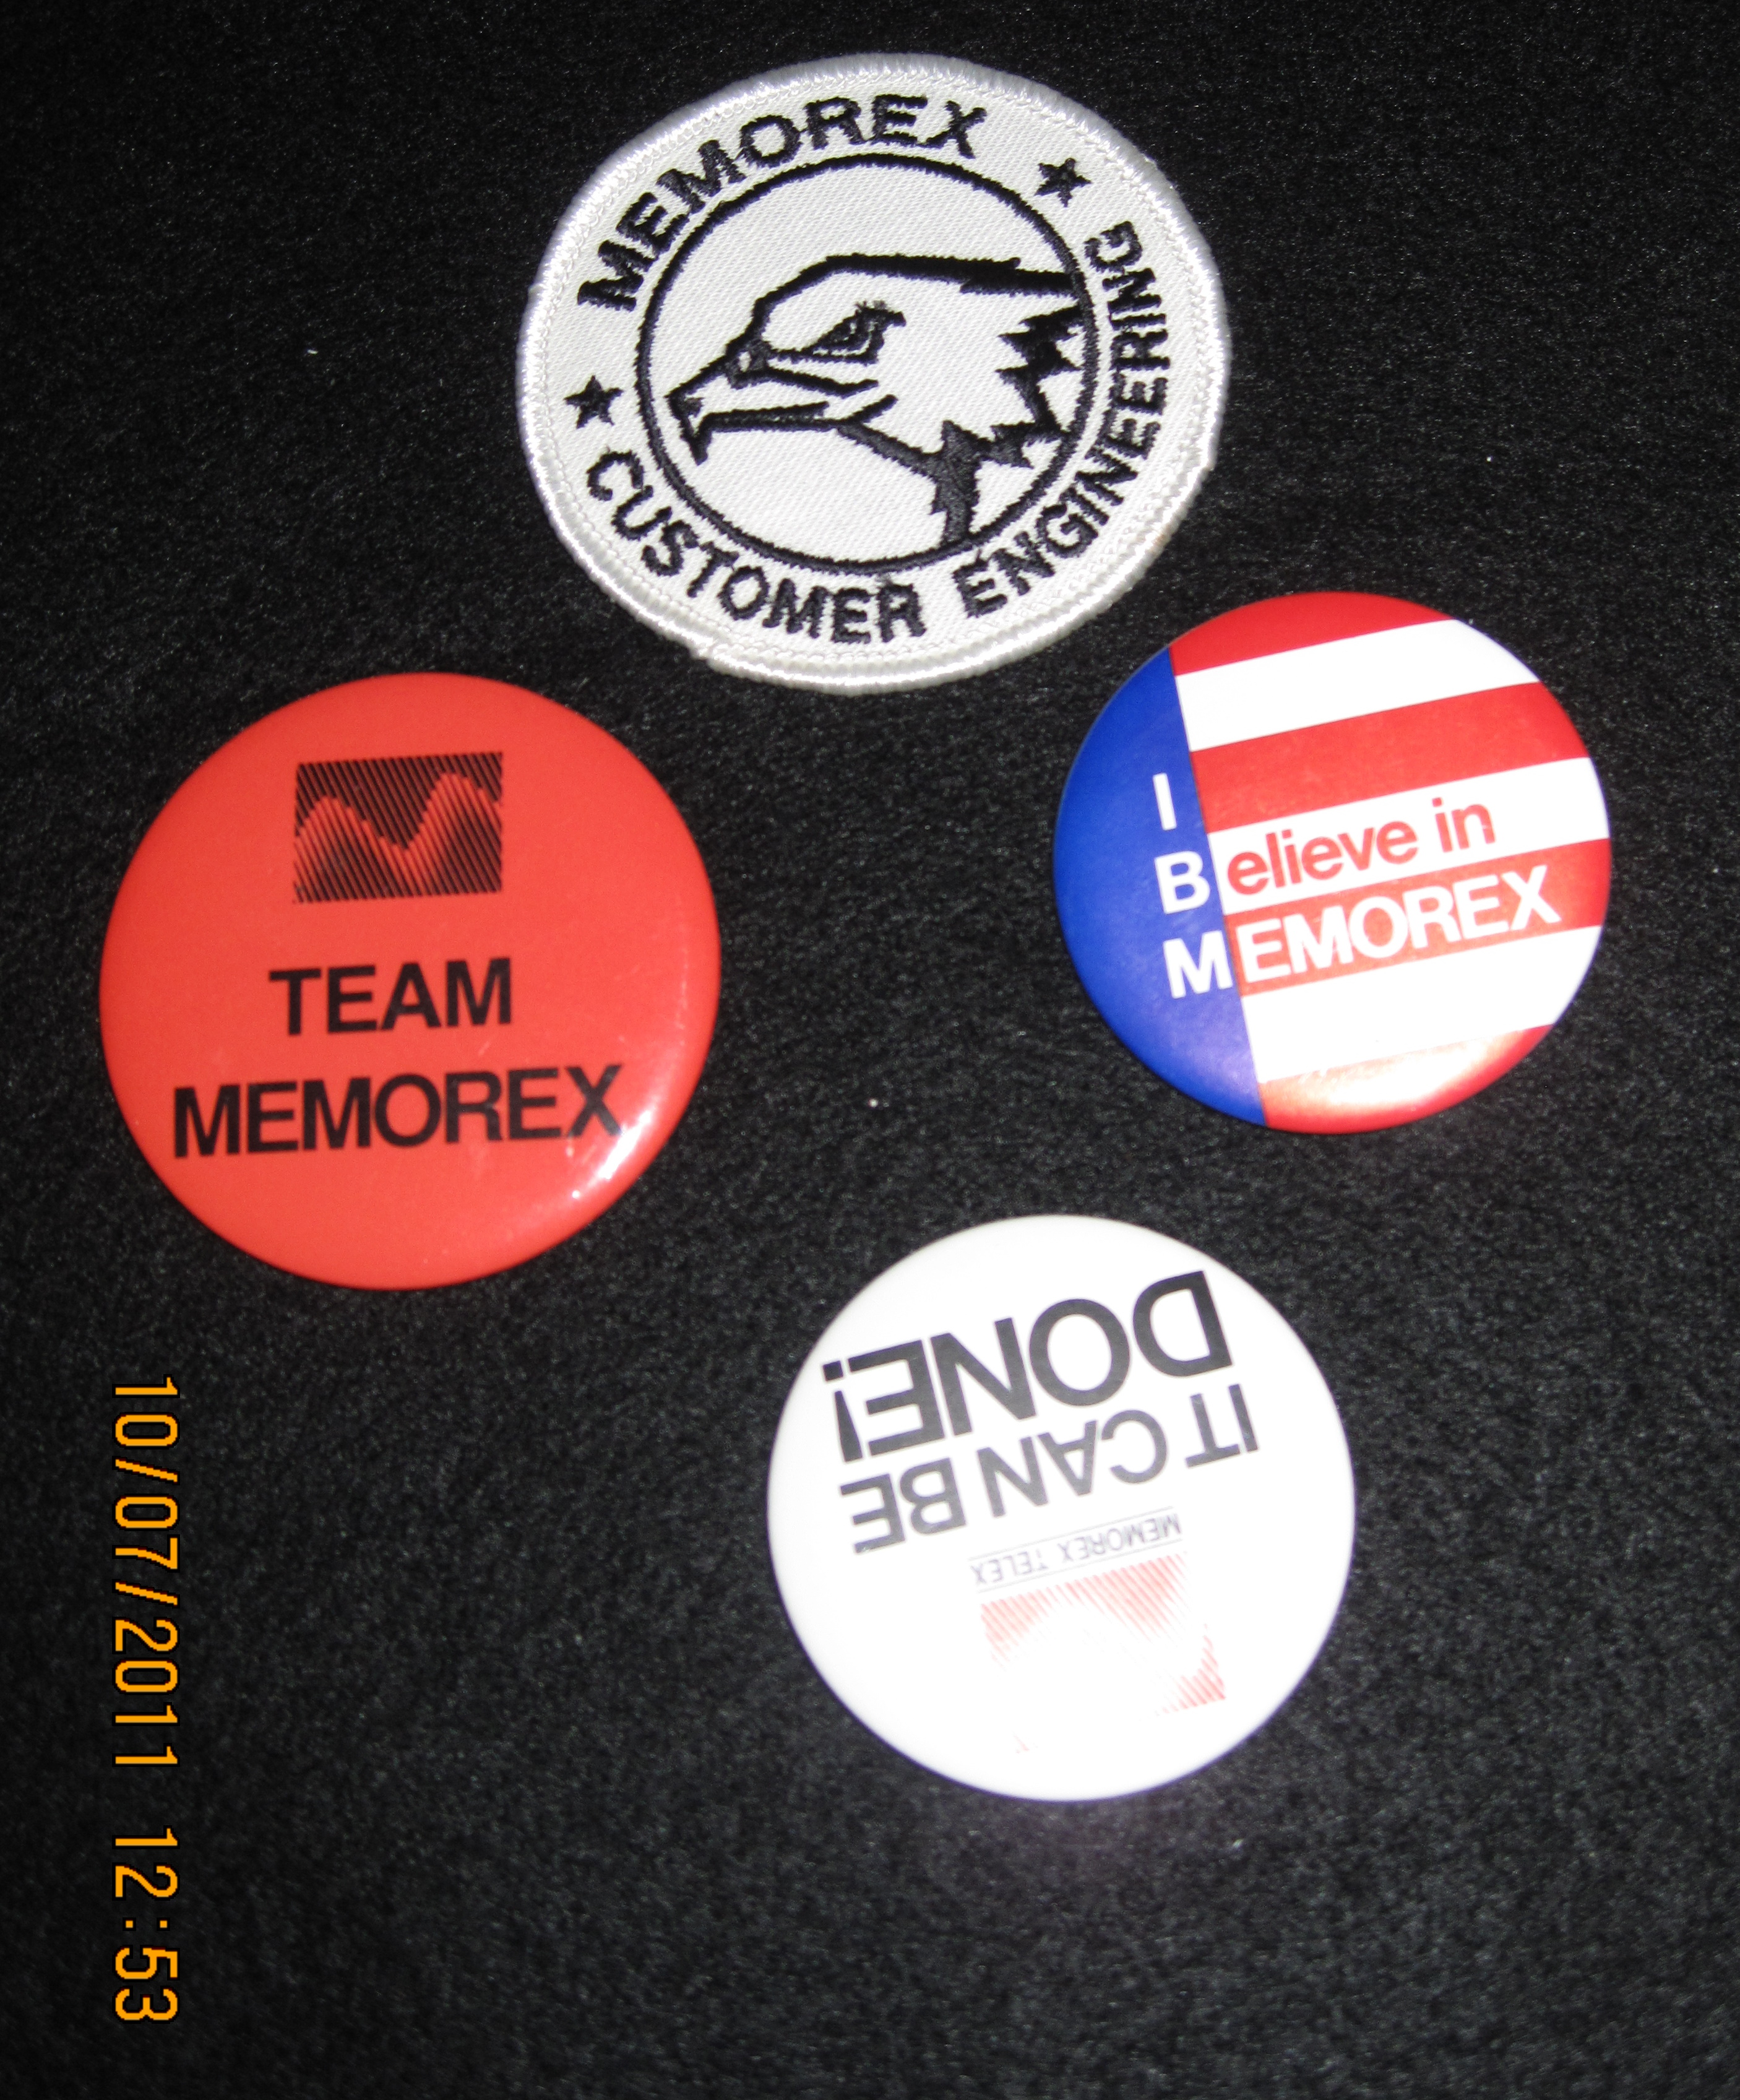 MEMOREX
CUSTOMER ENGINEERING
TEAM
MEMOREX
I
Believe in
MEMOREX
MEMOREX TELEX
IT CAN BE
DONE!
10/07/2011 12:53